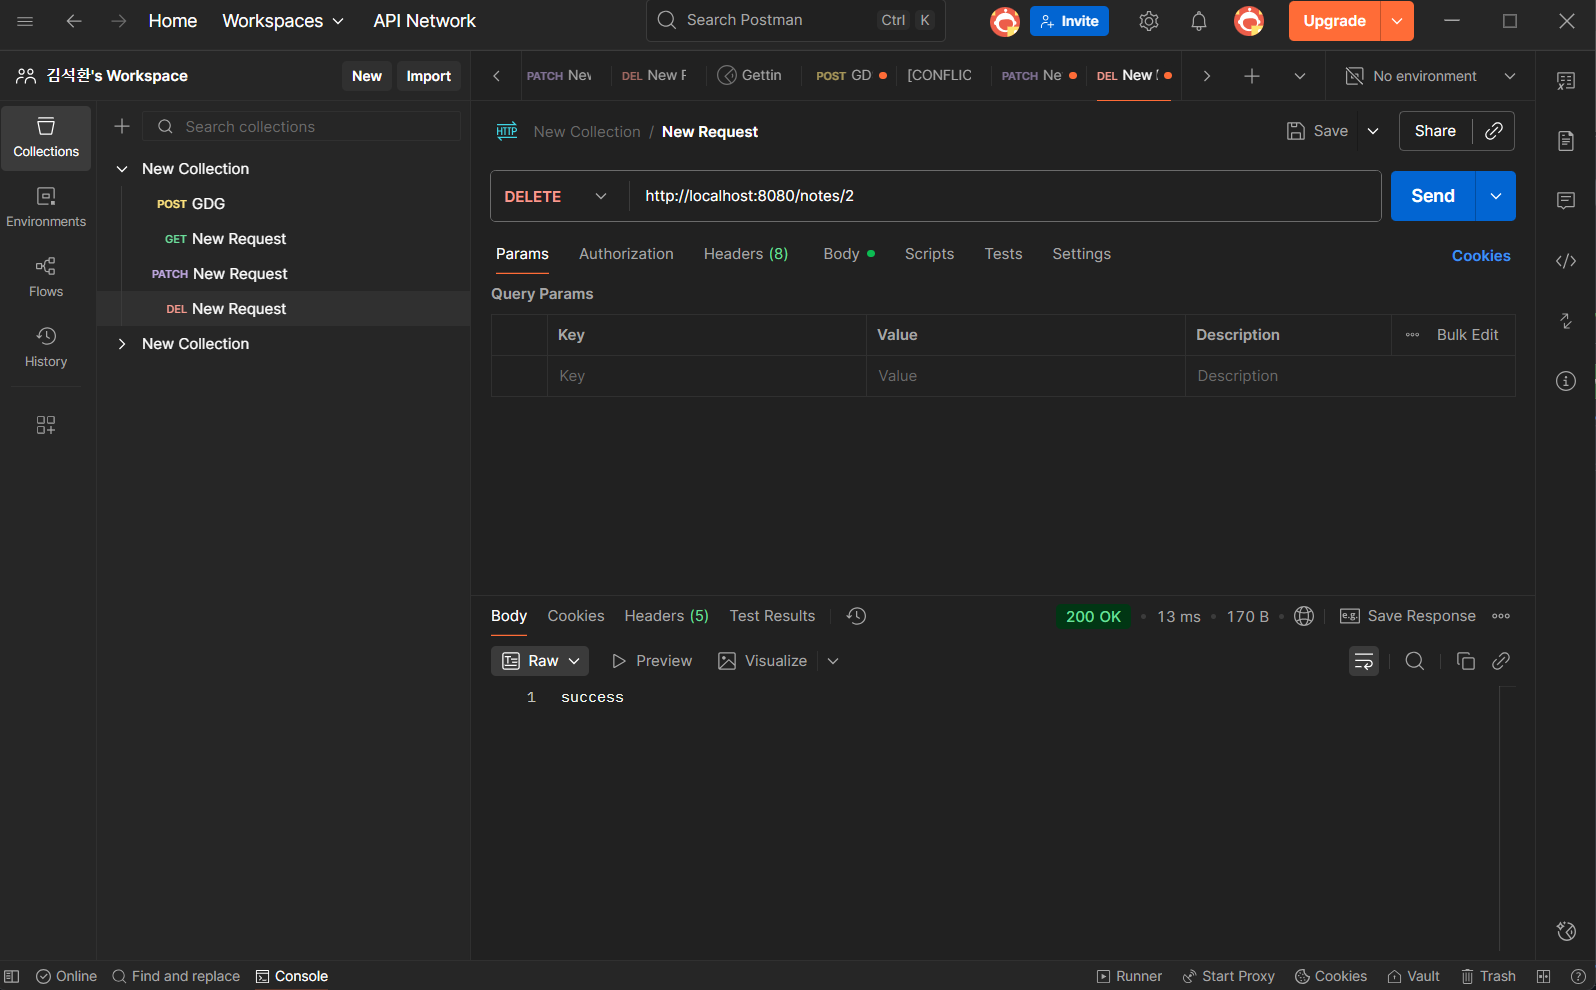 Home Workspaces API Network Search Postman Ctrl K Invite Upgrade
김석환's Workspace New Import PATCH Nev DEL New F Gettin POST GD [CONFLIC PATCH Ne DEL New No environment
Search collections
Collections
Environments
Flows
History
New Collection
POST GDG
GET New Request
PATCH New Request
DEL New Request
New Collection
HTTP New Collection / New Request Save Share
DELETE http://localhost:8080/notes/2 Send
Params Authorization Headers (8) Body Scripts Tests Settings Cookies
Query Params
Key Value Description Bulk Edit
Key Value Description
Body Cookies Headers (5) Test Results 200 OK 13 ms 170 B e.g. Save Response
Raw Preview Visualize
1 success
Online Find and replace Console Runner Start Proxy Cookies Vault Trash